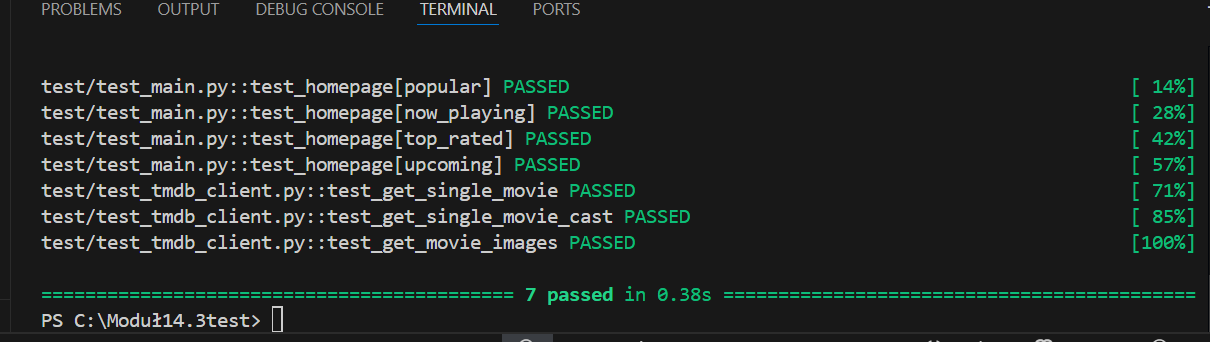 PROBLEMS OUTPUT DEBUG CONSOLE TERMINAL PORTS
test/test_main.py::test_homepage[popular] PASSED [ 14%]
test/test_main.py::test_homepage[now_playing] PASSED [ 28%]
test/test_main.py::test_homepage[top_rated] PASSED [ 42%]
test/test_main.py::test_homepage[upcoming] PASSED [ 57%]
test/test_tmdb_client.py::test_get_single_movie PASSED [ 71%]
test/test_tmdb_client.py::test_get_single_movie_cast PASSED [ 85%]
test/test_tmdb_client.py::test_get_movie_images PASSED [100%]
=========================================== 7 passed in 0.38s ===========================================
PS C:\Moduł14.3test>